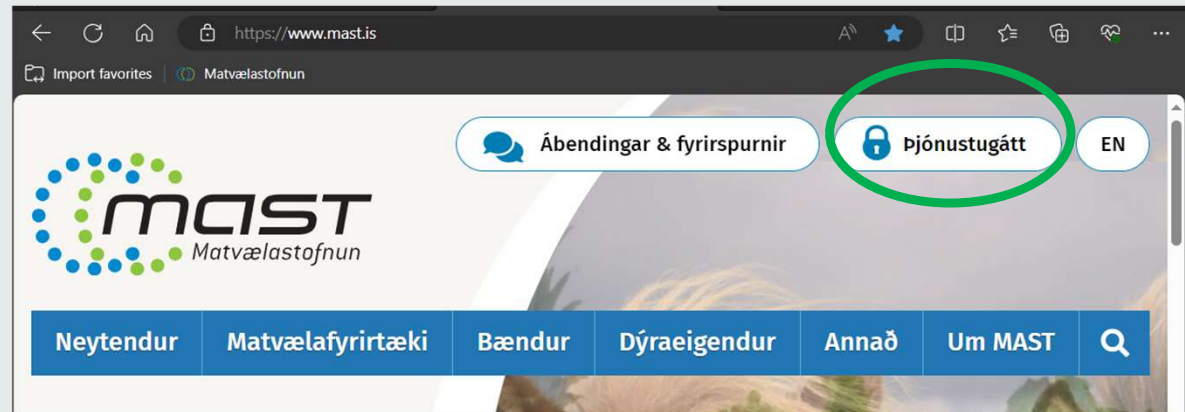 https://www.mast.is
Import favorites Matvælastofnun
Ábendingar & fyrirspurnir Þjónustugátt EN
mast
Matvælastofnun
Neytendur Matvælafyrirtæki Bændur Dýraeigendur Annað Um MAST